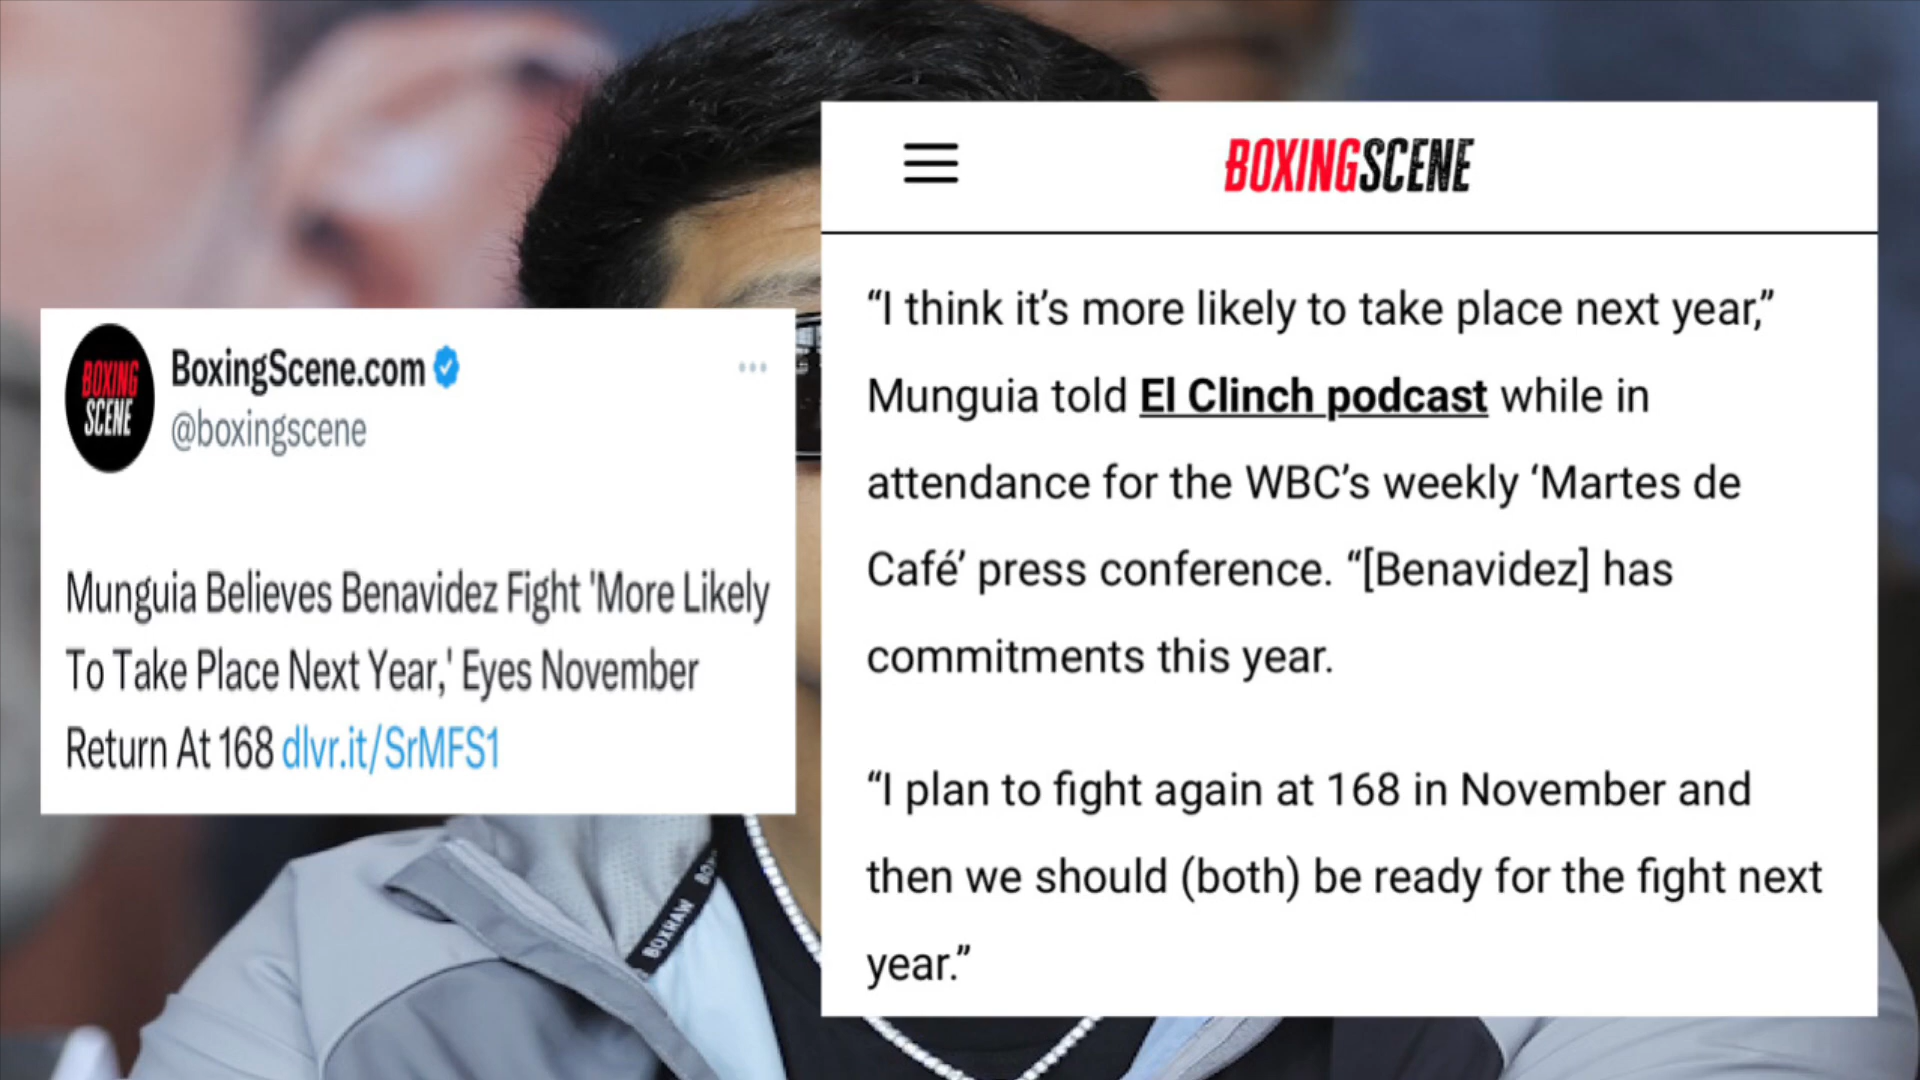 BOXING
SCENE
BoxingScene.com
@boxingscene
Munguia Believes Benavidez Fight 'More Likely
To Take Place Next Year,' Eyes November
Return At 168 dlvr.it/SrMFS1
BOXINGSCENE
“I think it’s more likely to take place next year,”
Munguia told El Clinch podcast while in
attendance for the WBC’s weekly ‘Martes de
Café’ press conference. “[Benavidez] has
commitments this year.
“I plan to fight again at 168 in November and
then we should (both) be ready for the fight next
year.”
BOXRAW